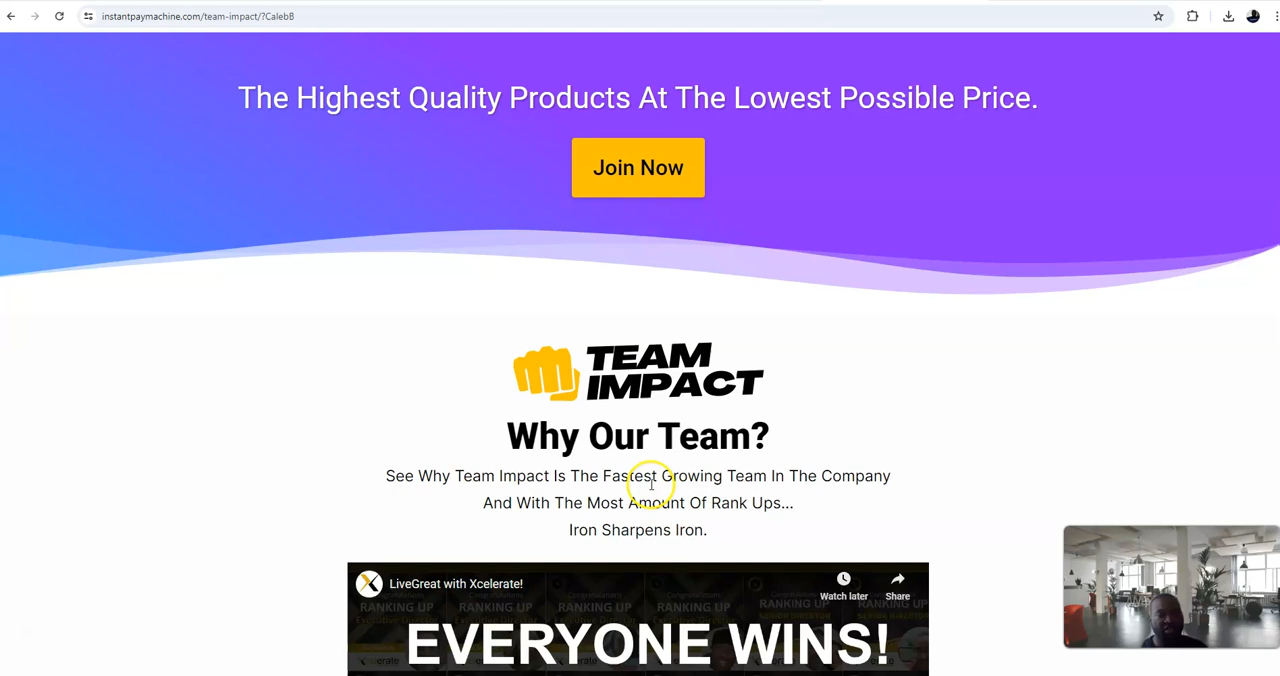 instantpaymachine.com/team-impact/?CalebB
The Highest Quality Products At The Lowest Possible Price.
Join Now
TEAM
IMPACT
Why Our Team?
See Why Team Impact Is The Fastest Growing Team In The Company
And With The Most Amount Of Rank Ups...
Iron Sharpens Iron.
LiveGreat with Xcelerate!
Watch later
Share
RANKING UP RANKING UP RANKING UP RANKING UP RANKING UP RANKING UP
EVERYONE WINS!